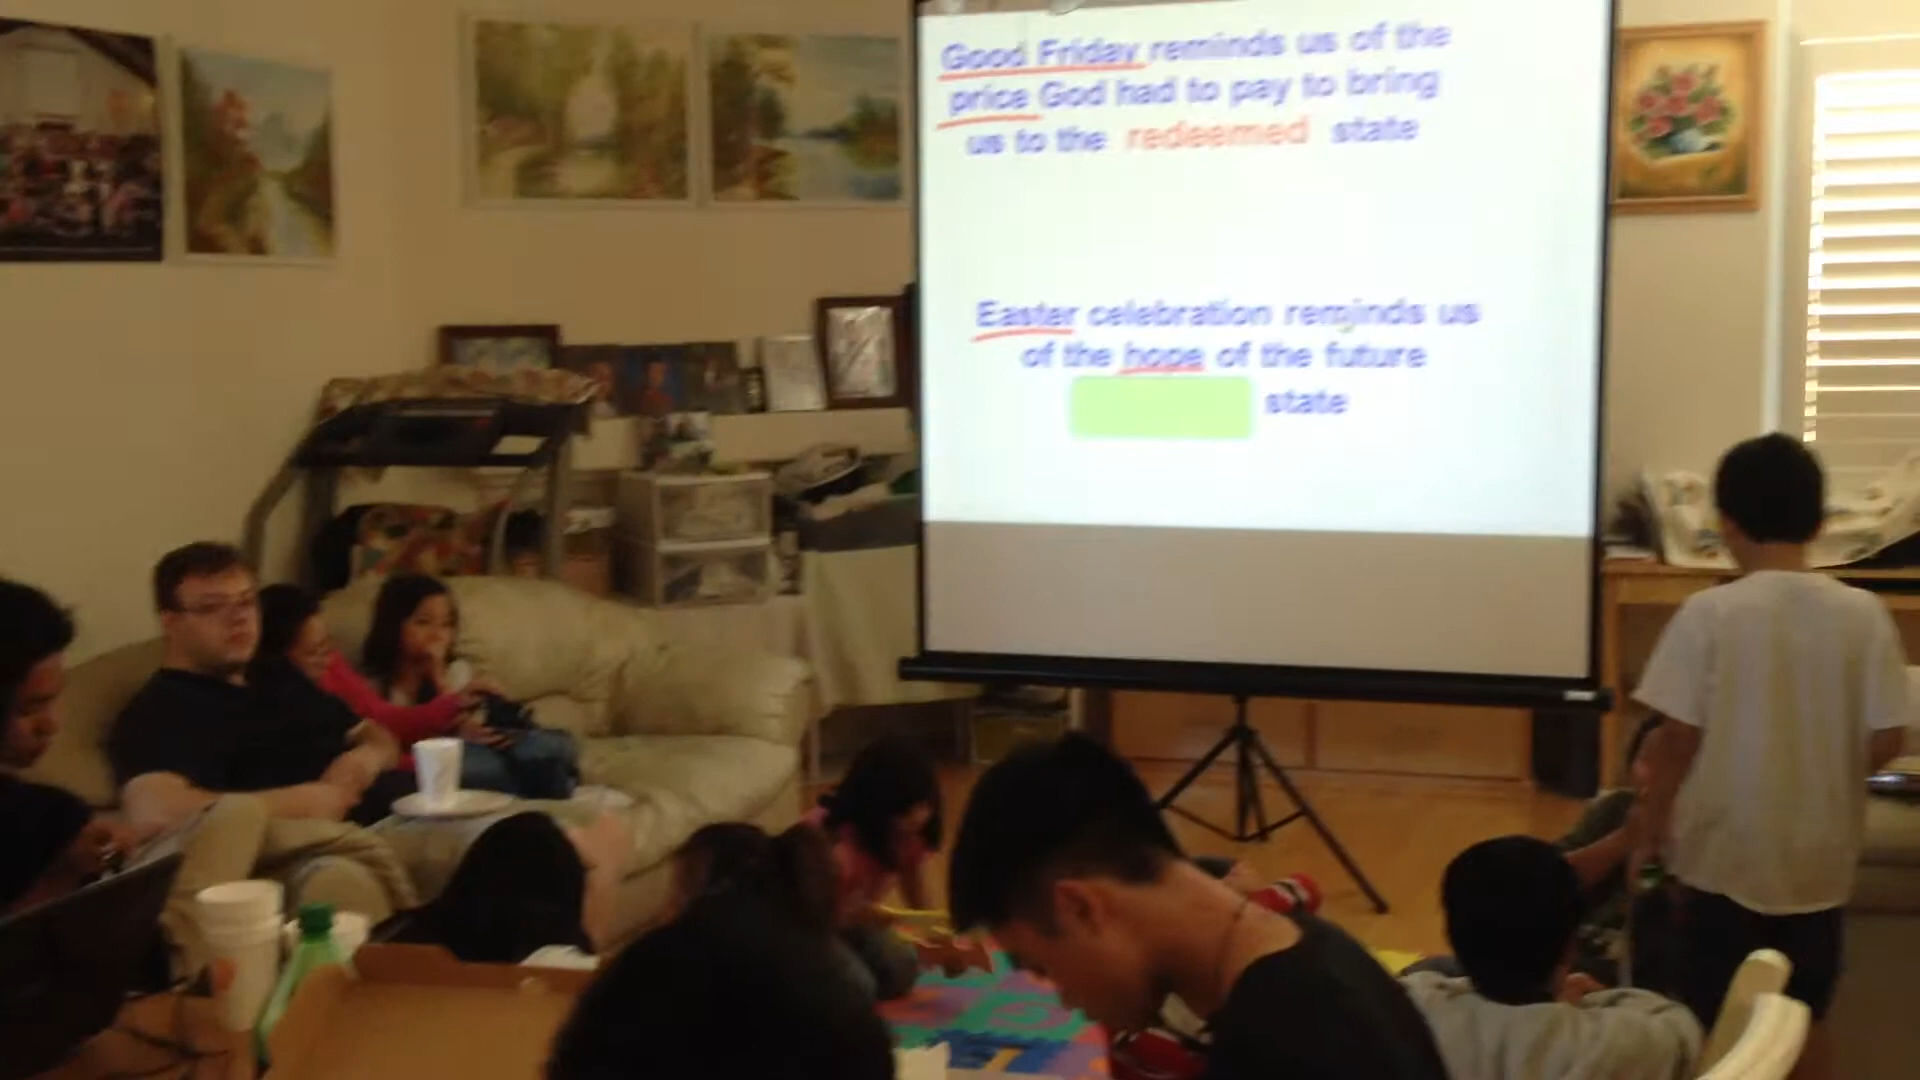 Good Friday reminds us of the
price God had to pay to bring
us to the redeemed state
Easter celebration reminds us
of the hope of the future
state